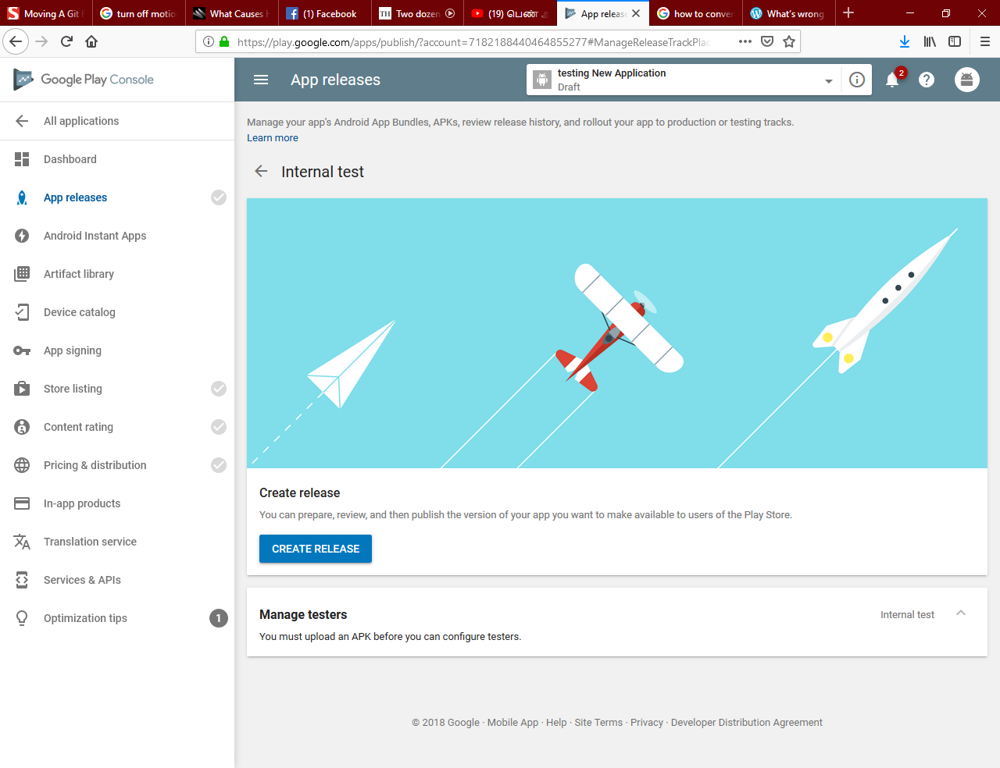 Moving A Git
turn off motio
What Causes
(1) Facebook
Two dozen
(19) பெண்
App release
how to conver
What's wrong
https://play.google.com/apps/publish/?account=7182188440464855277#ManageReleaseTrackPlac
Google Play Console
App releases
testing New Application
Draft
2
All applications
Dashboard
App releases
Android Instant Apps
Artifact library
Device catalog
App signing
Store listing
Content rating
Pricing & distribution
In-app products
Translation service
Services & APIs
Optimization tips
1
Manage your app's Android App Bundles, APKs, review release history, and rollout your app to production or testing tracks.
Learn more
Internal test
Create release
You can prepare, review, and then publish the version of your app you want to make available to users of the Play Store.
CREATE RELEASE
Manage testers
Internal test
You must upload an APK before you can configure testers.
© 2018 Google · Mobile App · Help · Site Terms · Privacy · Developer Distribution Agreement